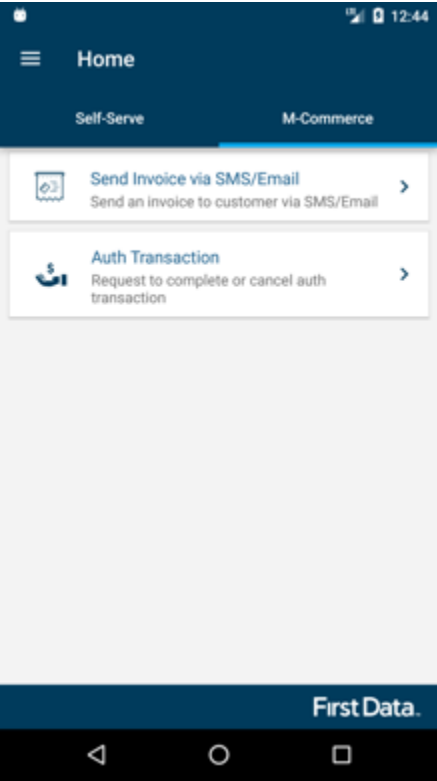 12:44
Home
Self-Serve M-Commerce
Send Invoice via SMS/Email
Send an invoice to customer via SMS/Email
Auth Transaction
Request to complete or cancel auth
transaction
First Data.